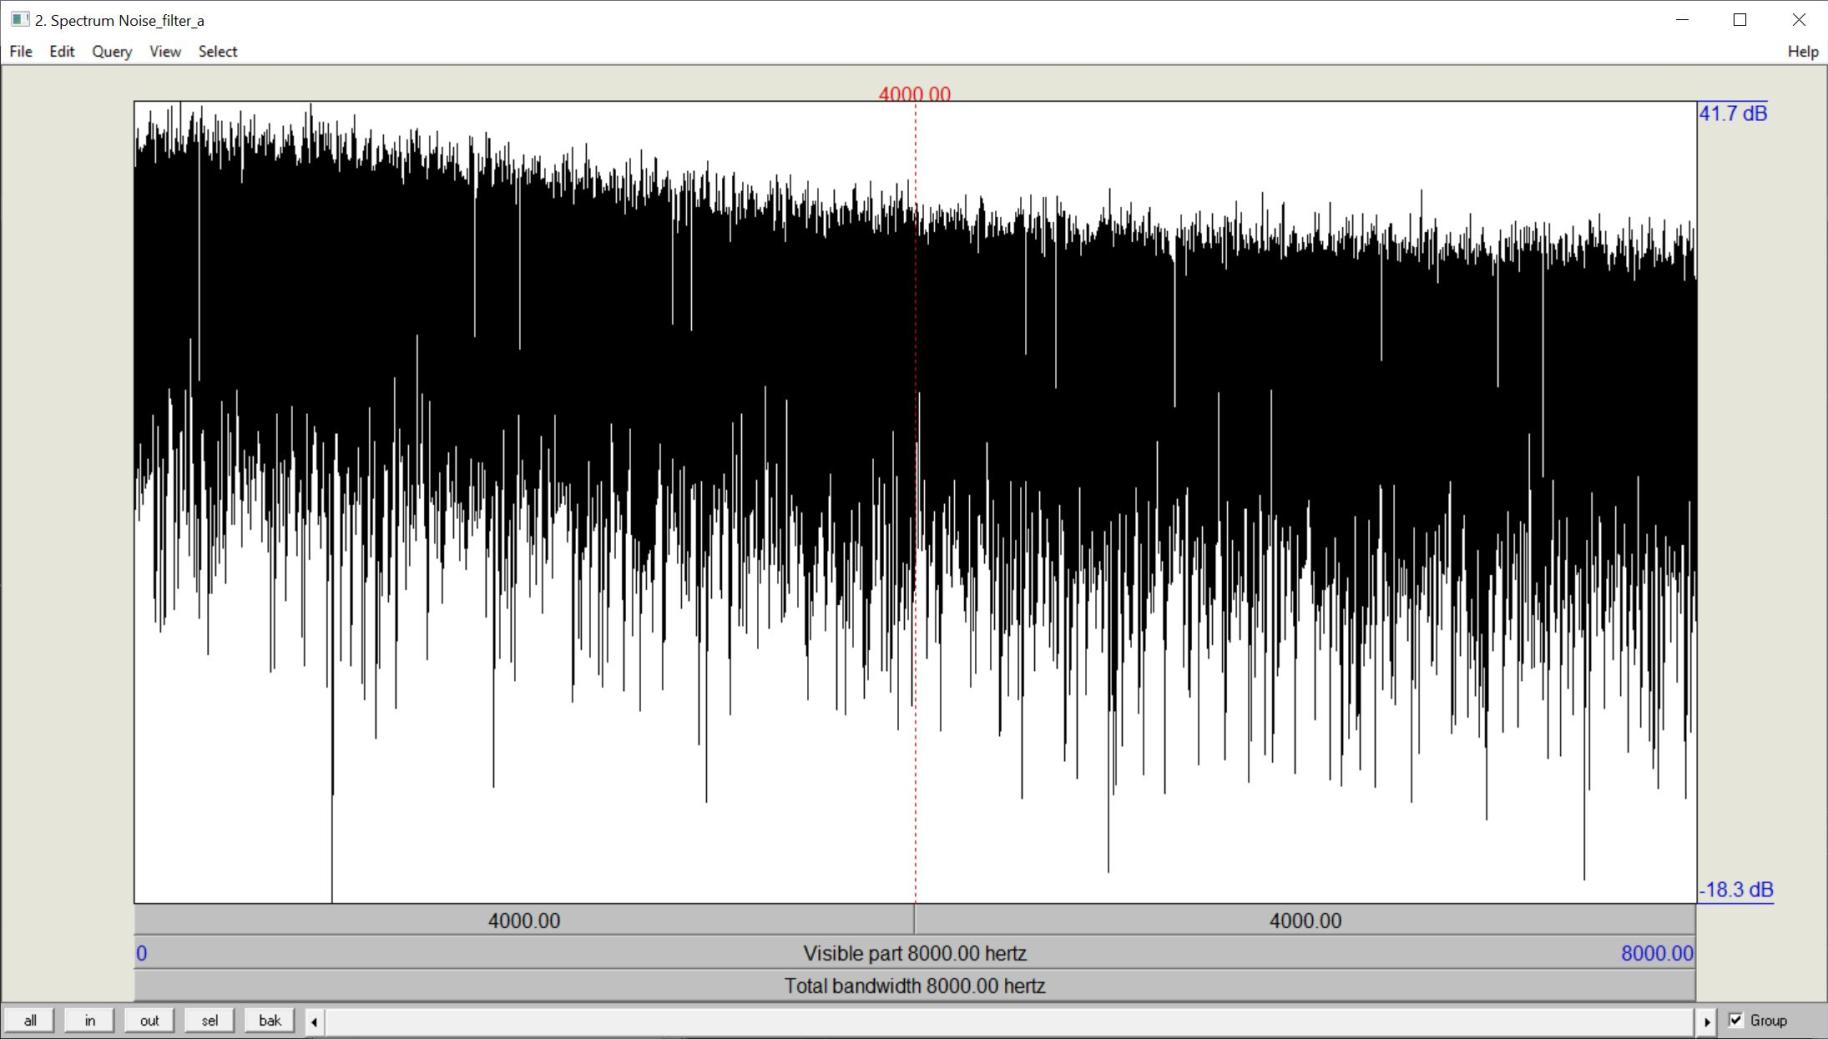 2. Spectrum Noise_filter_a
File Edit Query View Select Help
4000.00
41.7 dB
-18.3 dB
4000.00 4000.00
0 Visible part 8000.00 hertz 8000.00
Total bandwidth 8000.00 hertz
all in out sel bak Group